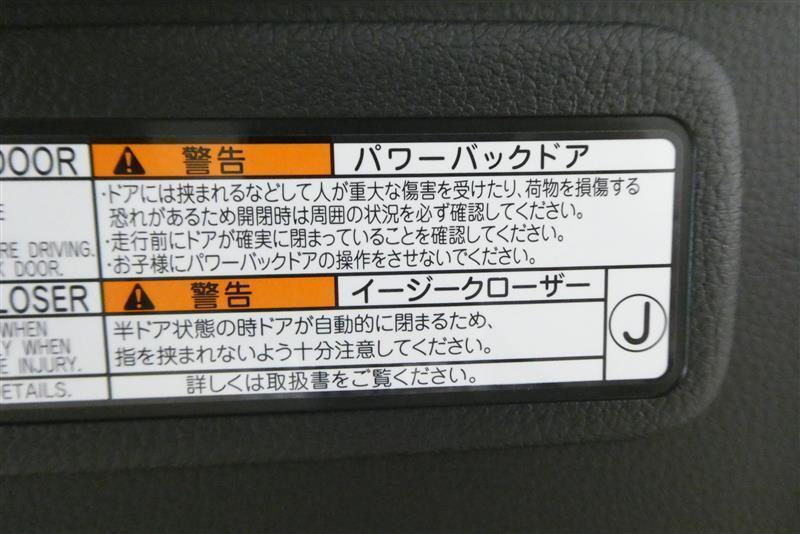 DOOR
警告
パワーバックドア
・ドアには挟まれるなどして人が重大な傷害を受けたり、荷物を損傷する
恐れがあるため開閉時は周囲の状況を必ず確認してください。
RE DRIVING.
・走行前にドアが確実に閉まっていることを確認してください。
K DOOR.
・お子様にパワーバックドアの操作をさせないでください。
LOSER
警告
イージークローザー
WHEN
半ドア状態の時ドアが自動的に閉まるため、
Y WHEN
指を挟まれないよう十分注意してください。
E INJURY.
J
DETAILS.
詳しくは取扱書をご覧ください。